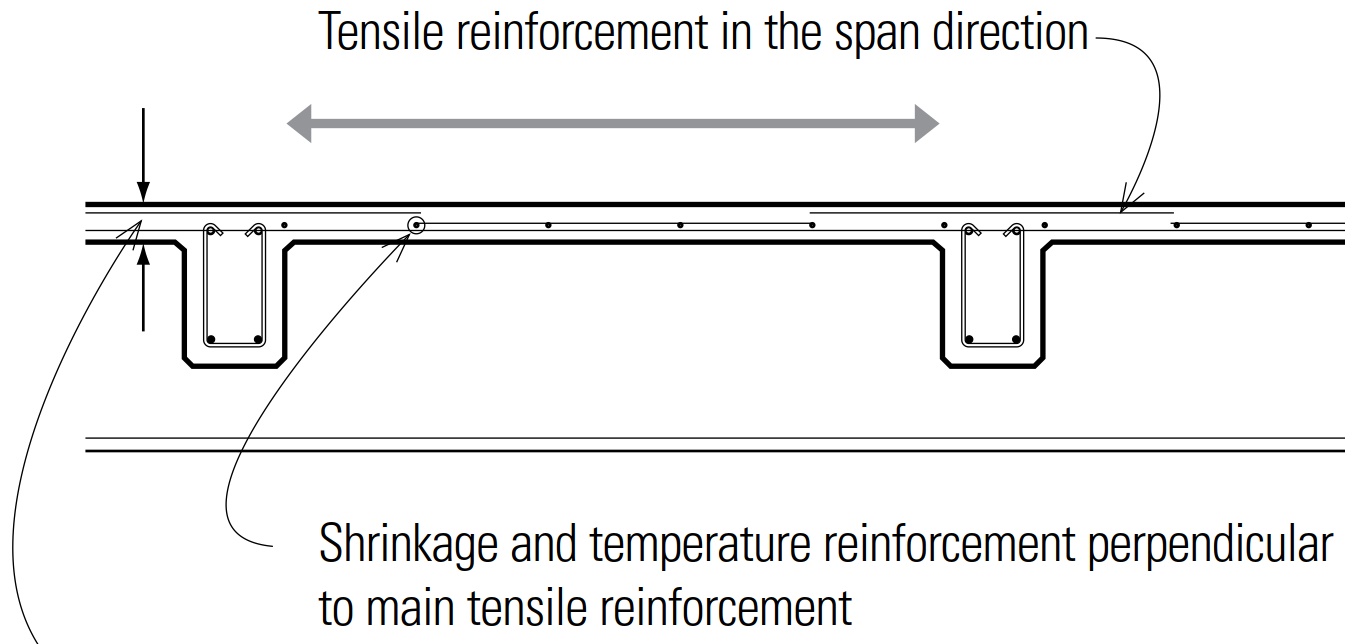 Tensile reinforcement in the span direction
Shrinkage and temperature reinforcement perpendicular
to main tensile reinforcement